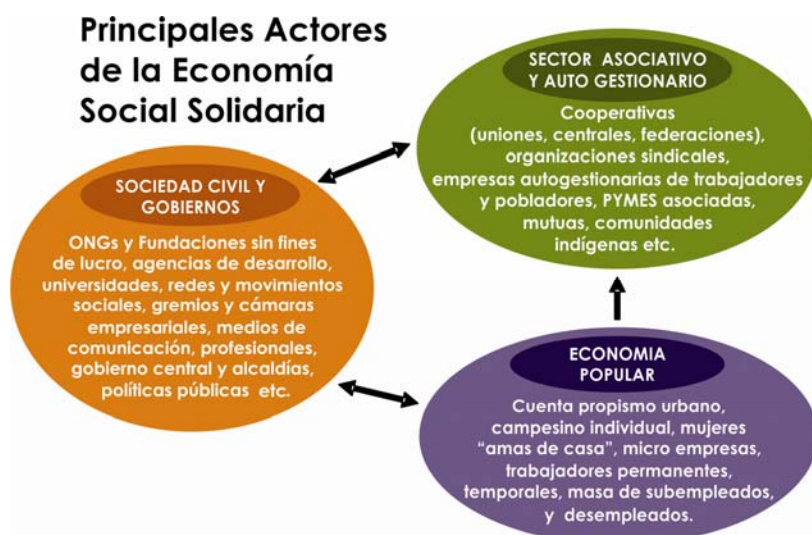 Principales Actores
de la Economía
Social Solidaria
SECTOR ASOCIATIVO
Y AUTO GESTIONARIO
Cooperativas
(uniones, centrales, federaciones),
organizaciones sindicales,
empresas autogestionarias de trabajadores
y pobladores, PYMES asociadas,
mutuas, comunidades
indígenas etc.
SOCIEDAD CIVIL Y
GOBIERNOS
ONGs y Fundaciones sin fines
de lucro, agencias de desarrollo,
universidades, redes y movimientos
sociales, gremios y cámaras
empresariales, medios de
comunicación, profesionales,
gobierno central y alcaldías,
políticas públicas etc.
ECONOMIA
POPULAR
Cuenta propismo urbano,
campesino individual, mujeres
“amas de casa”, micro empresas,
trabajadores permanentes,
temporales, masa de subempleados,
y desempleados.